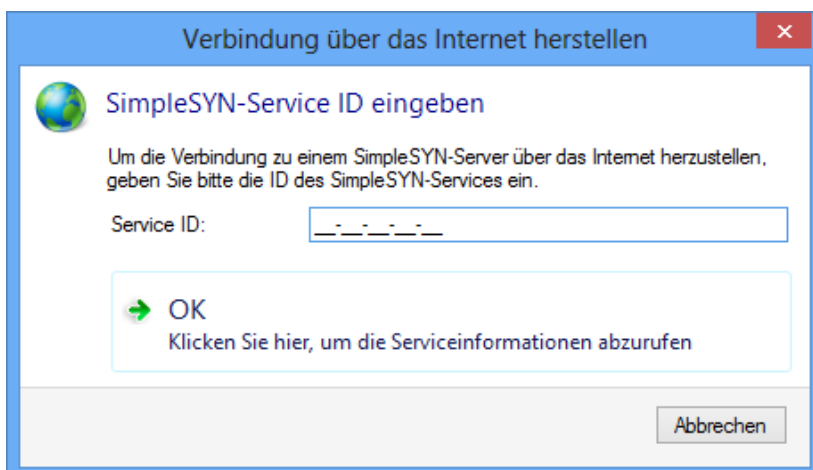 Verbindung über das Internet herstellen
SimpleSYN-Service ID eingeben
Um die Verbindung zu einem SimpleSYN-Server über das Internet herzustellen,
geben Sie bitte die ID des SimpleSYN-Services ein.
Service ID: __-__-__-__-__
OK
Klicken Sie hier, um die Serviceinformationen abzurufen
Abbrechen